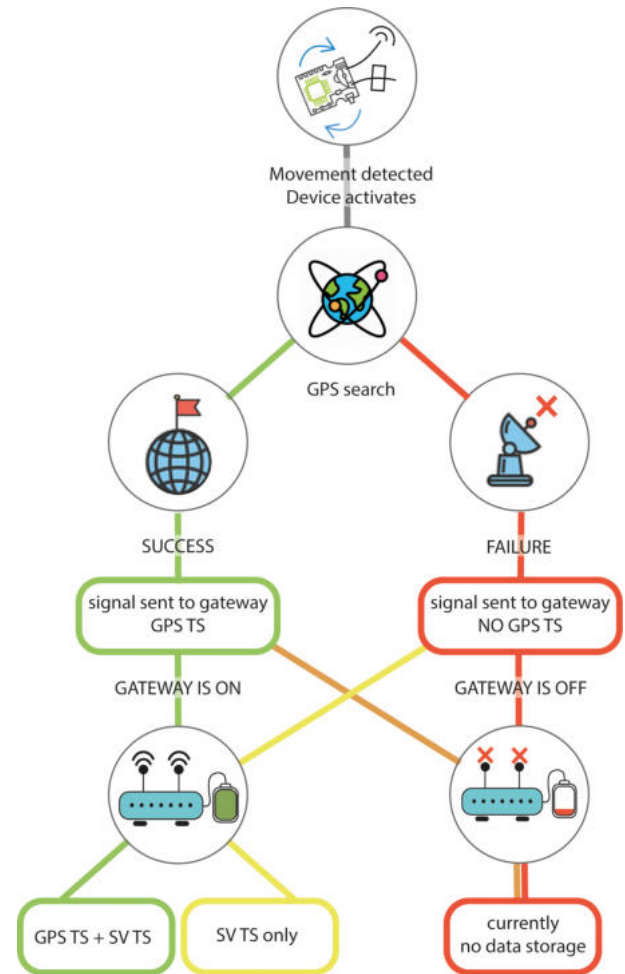 Movement detected
Device activates
GPS search
SUCCESS
FAILURE
signal sent to gateway
GPS TS
signal sent to gateway
NO GPS TS
GATEWAY IS ON
GATEWAY IS OFF
GPS TS + SV TS
SV TS only
currently
no data storage